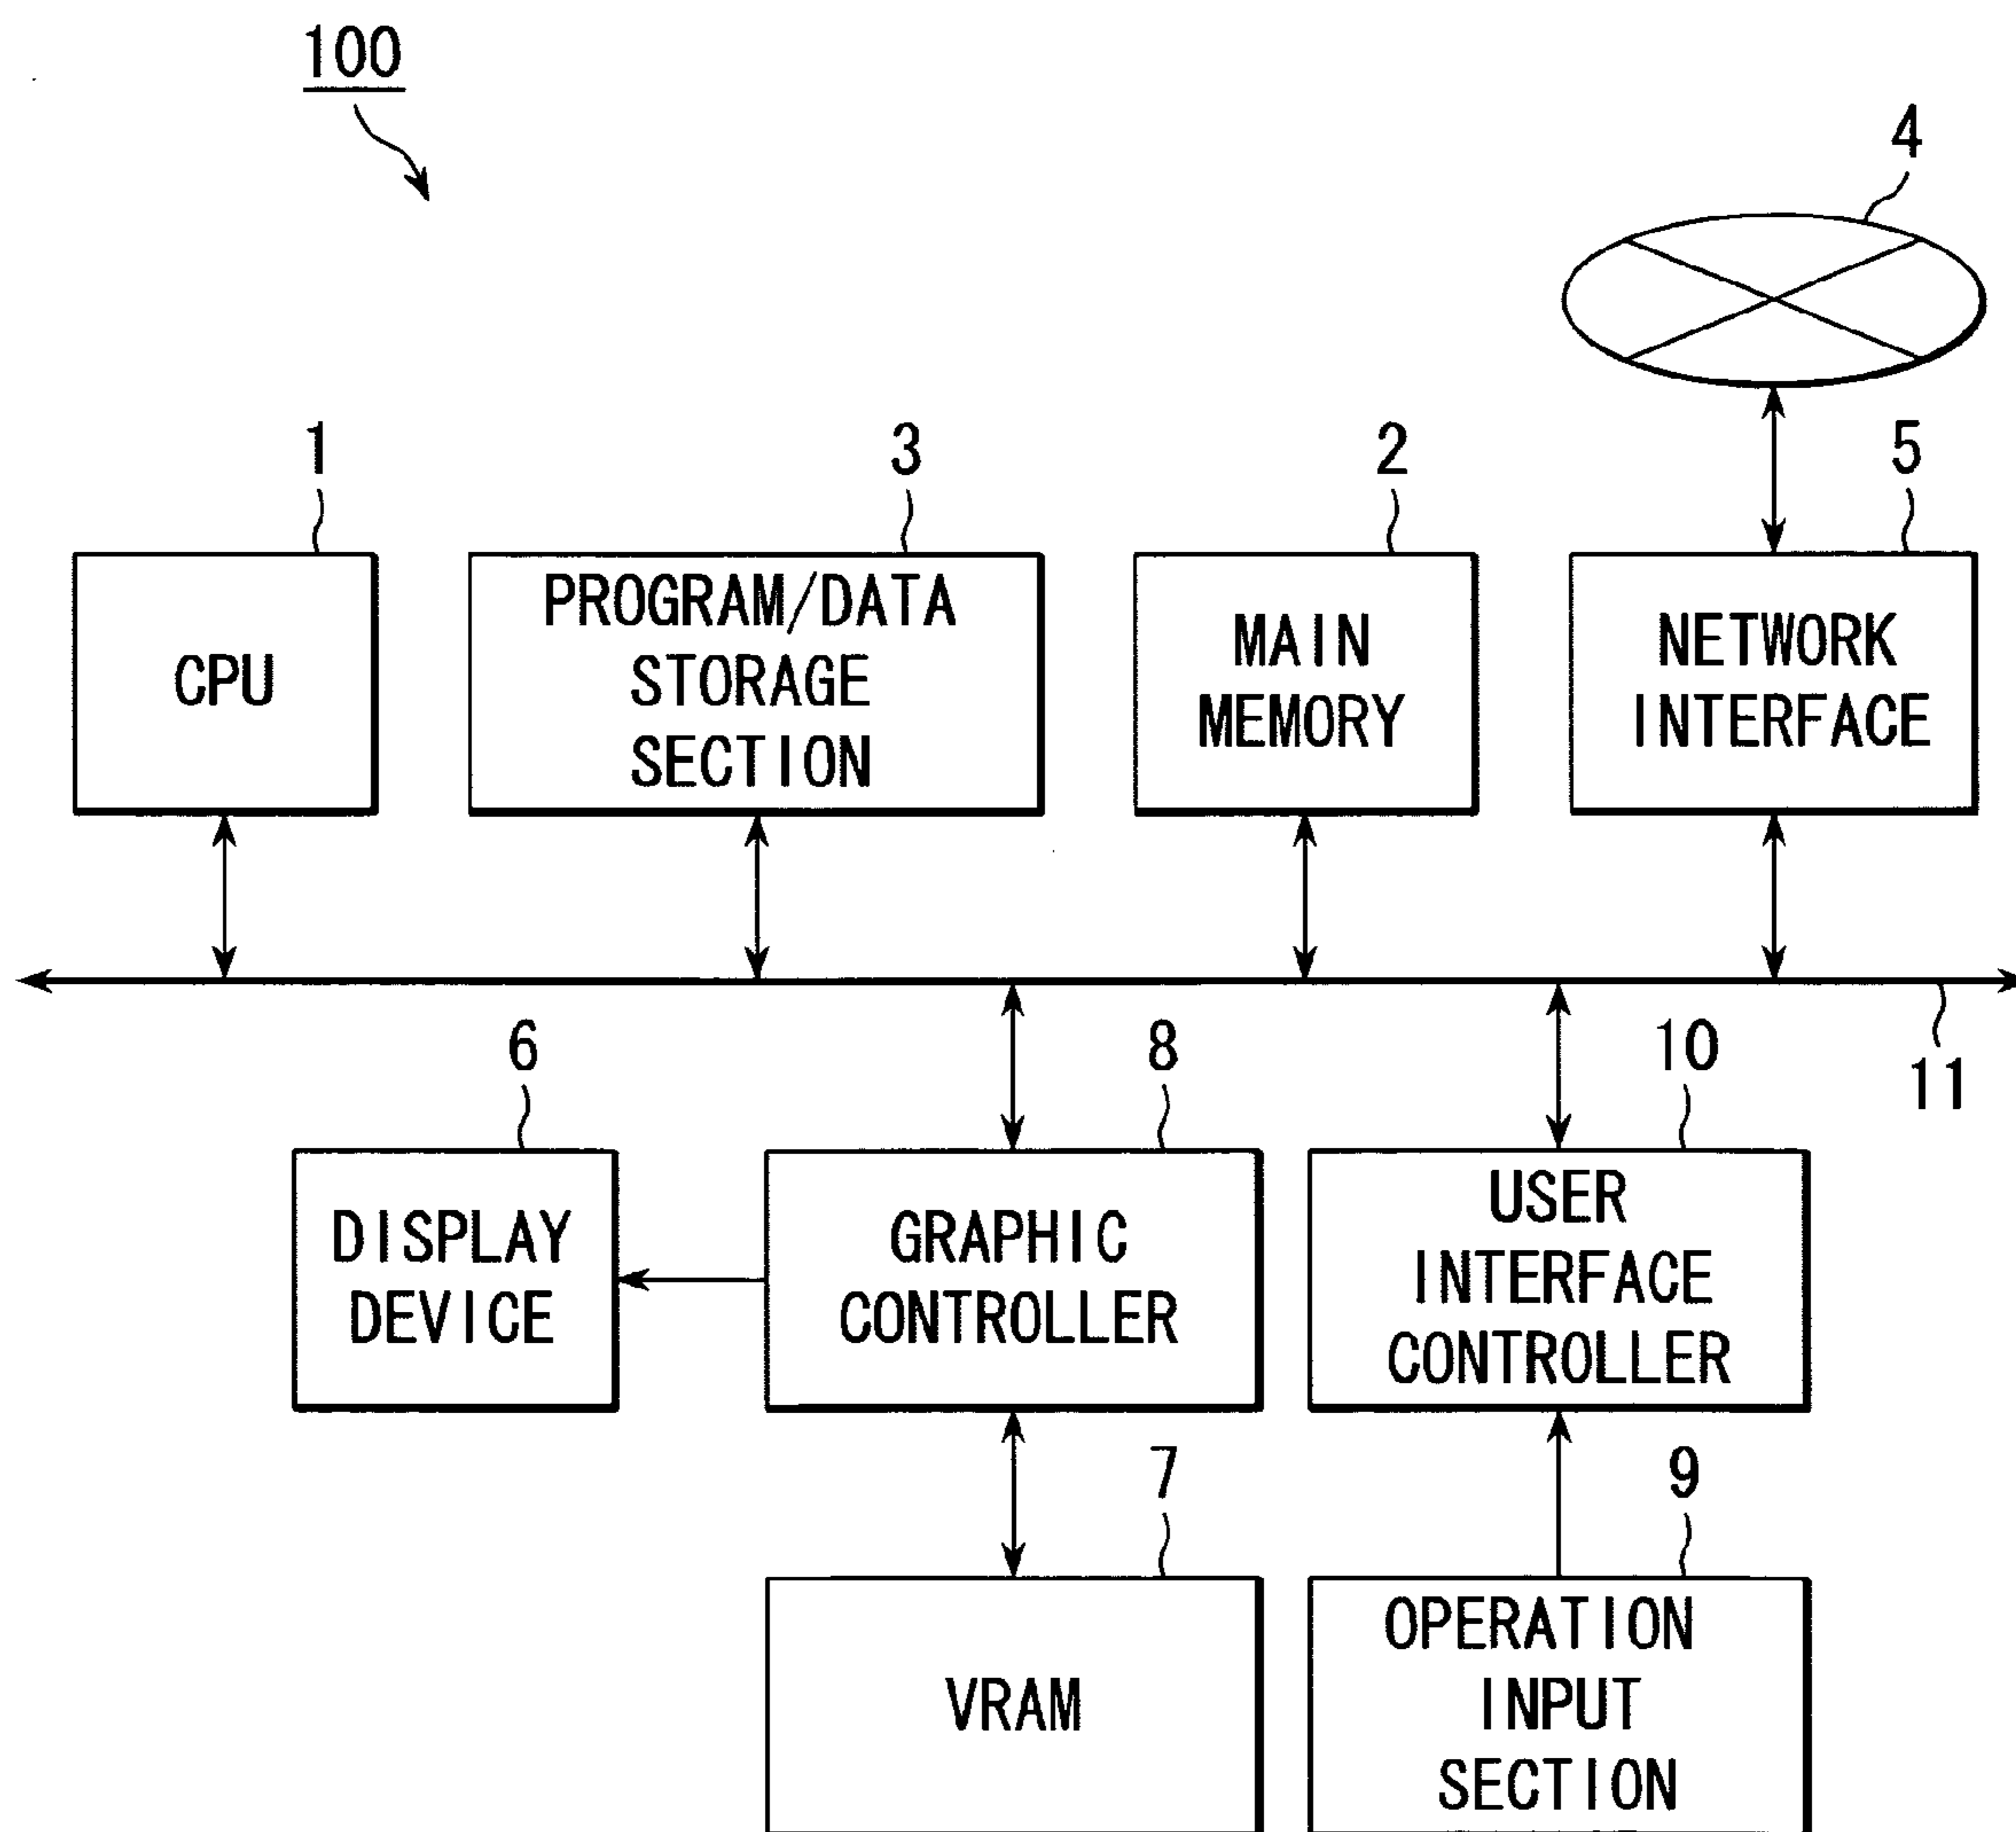 100
4
1
3
2
5
CPU
PROGRAM/DATA
STORAGE
SECTION
MAIN
MEMORY
NETWORK
INTERFACE
6
8
10
11
DISPLAY
DEVICE
GRAPHIC
CONTROLLER
USER
INTERFACE
CONTROLLER
7
9
VRAM
OPERATION
INPUT
SECTION